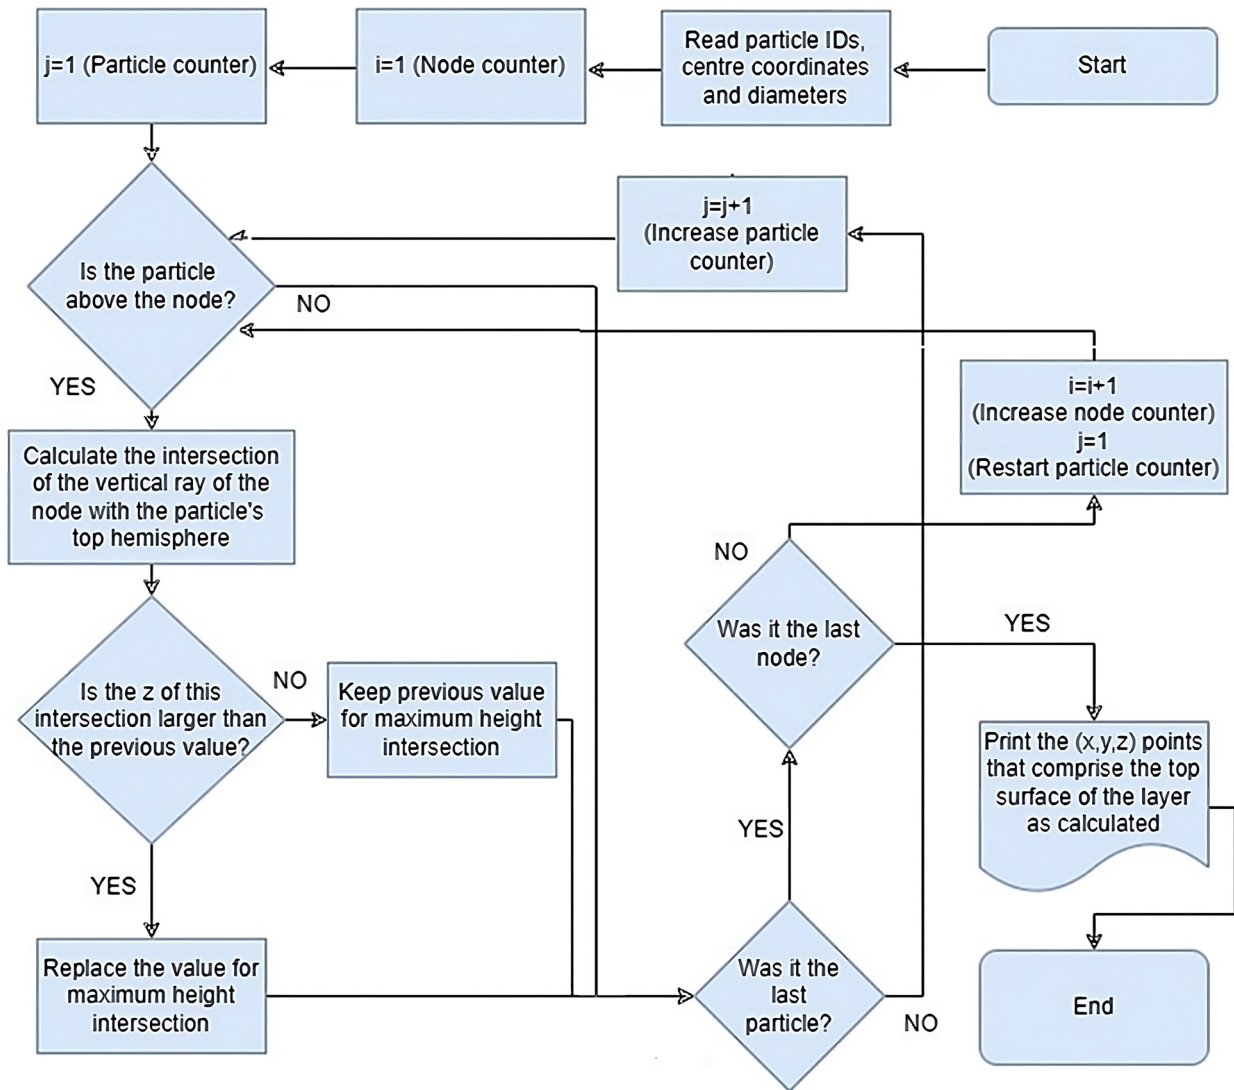 Start
Read particle IDs,
centre coordinates
and diameters
i=1 (Node counter)
j=1 (Particle counter)
Is the particle
above the node?
NO
YES
j=j+1
(Increase particle
counter)
i=i+1
(Increase node counter)
j=1
(Restart particle counter)
Calculate the intersection
of the vertical ray of the
node with the particle's
top hemisphere
Is the z of this
intersection larger than
the previous value?
NO
Keep previous value
for maximum height
intersection
YES
Replace the value for
maximum height
intersection
Was it the
last
particle?
NO
YES
Was it the last
node?
NO
YES
Print the (x,y,z) points
that comprise the top
surface of the layer
as calculated
End